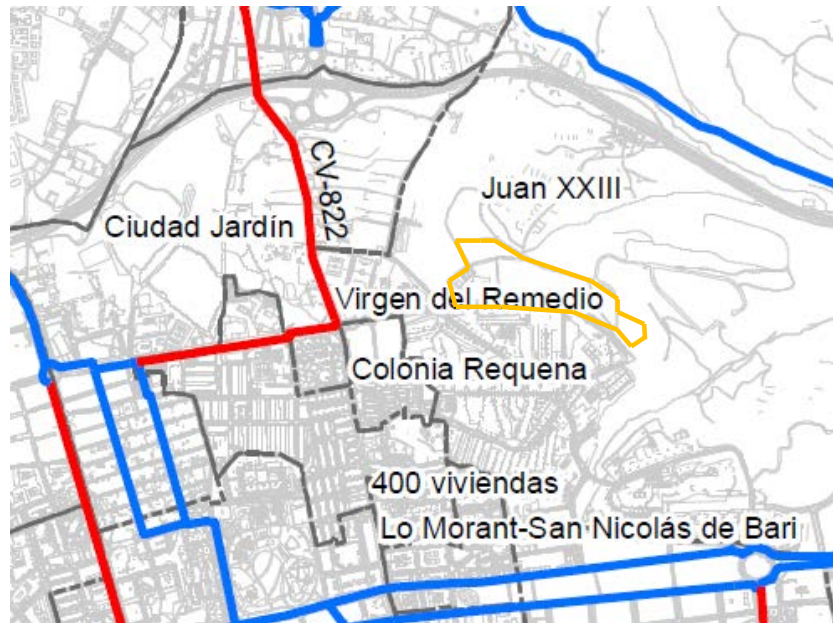 CV-822
Juan XXIII
Ciudad Jardín
Virgen del Remedio
Colonia Requena
400 viviendas
Lo Morant-San Nicolás de Bari